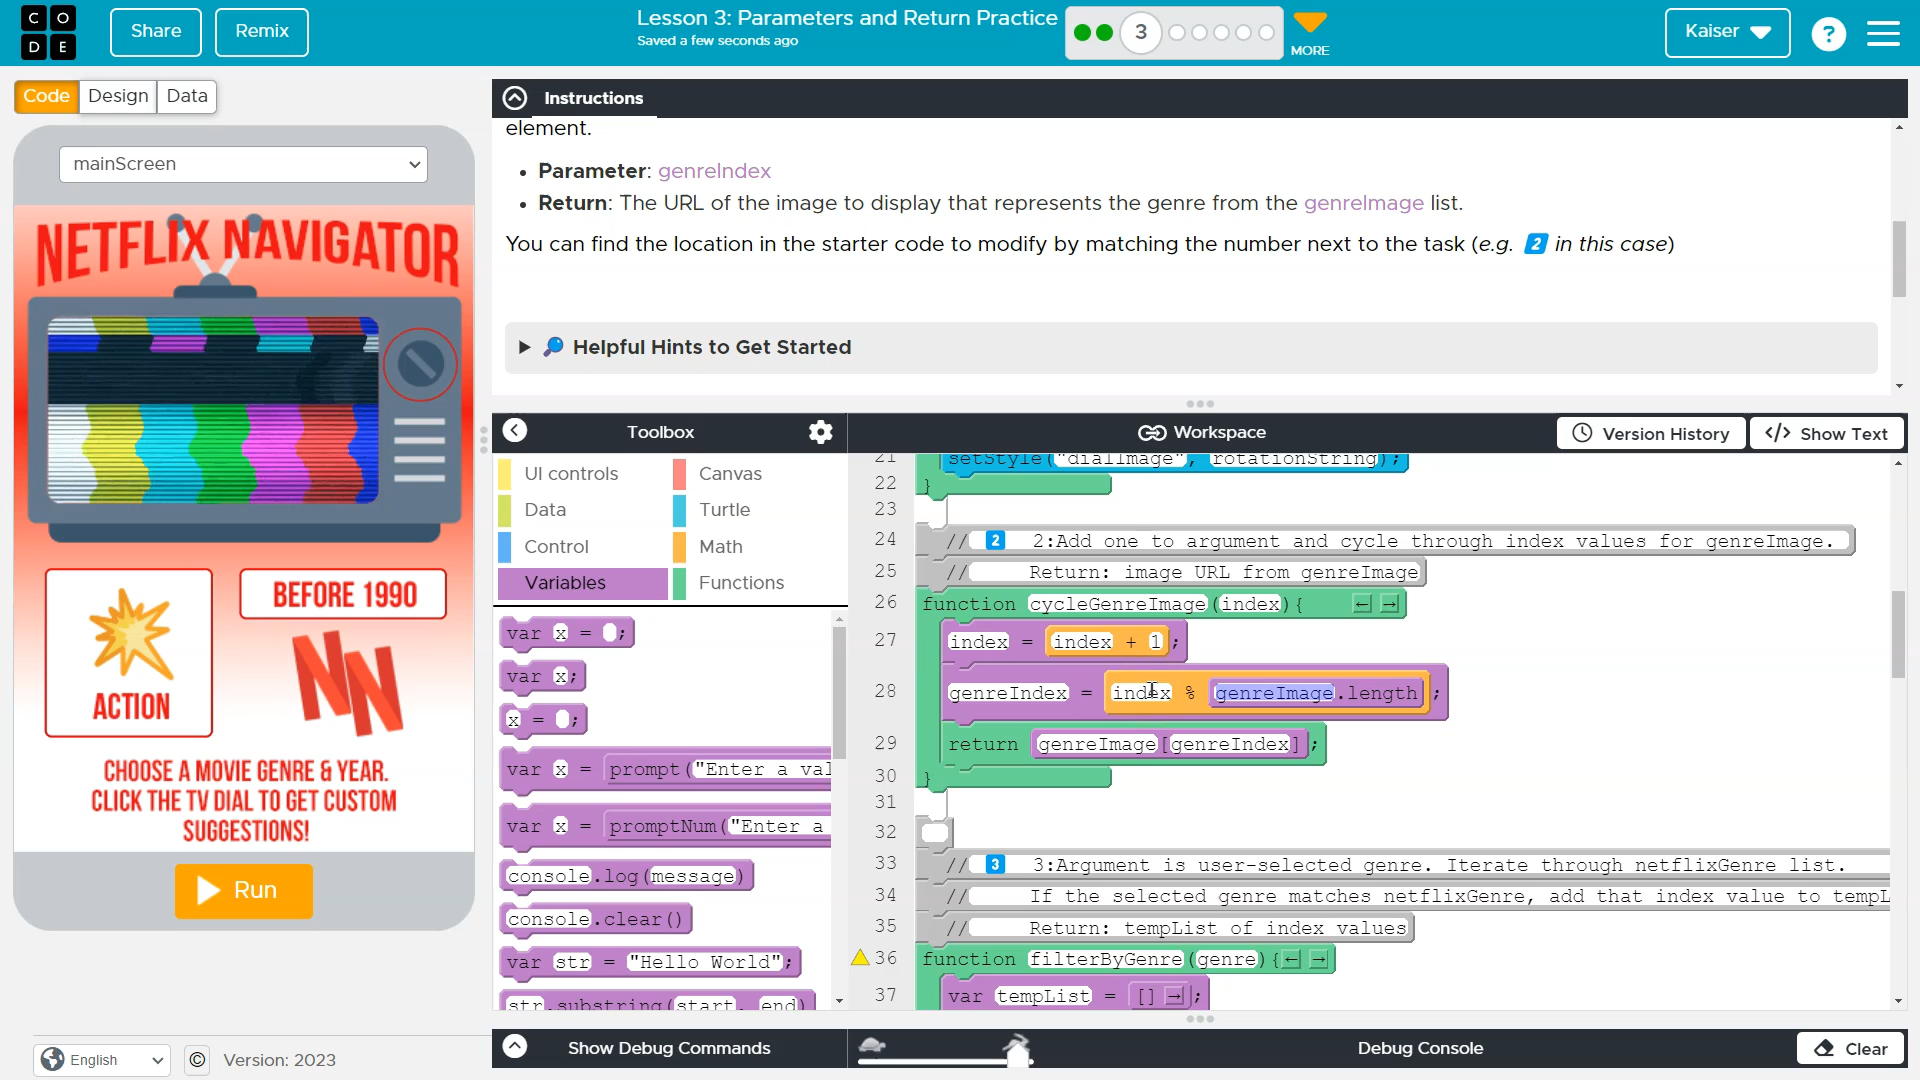 CODE
Share
Remix
Lesson 3: Parameters and Return Practice
Saved a few seconds ago
3
MORE
Kaiser
?
Code
Design
Data
mainScreen
NETFLIX NAVIGATOR
ACTION
BEFORE 1990
CHOOSE A MOVIE GENRE & YEAR.
CLICK THE TV DIAL TO GET CUSTOM
SUGGESTIONS!
Run
English
©
Version: 2023
Instructions
element.
Parameter: genreIndex
Return: The URL of the image to display that represents the genre from the genreImage list.
You can find the location in the starter code to modify by matching the number next to the task (e.g. 2 in this case)
Helpful Hints to Get Started
Toolbox
Workspace
Version History
Show Text
UI controls
Canvas
Data
Turtle
Control
Math
Variables
Functions
var x = ;
var x;
x = ;
var x = prompt("Enter a val
var x = promptNum("Enter a
console.log(message)
console.clear()
var str = "Hello World";
str.substring(start, end)
21 setStyle("dialImage", rotationString);
22 }
23
24 // 2 2:Add one to argument and cycle through index values for genreImage.
25 // Return: image URL from genreImage
26 function cycleGenreImage(index){ ← →
27 index = index + 1;
28 genreIndex = index % genreImage.length;
29 return genreImage[genreIndex];
30 }
31
32
33 // 3 3:Argument is user-selected genre. Iterate through netflixGenre list.
34 // If the selected genre matches netflixGenre, add that index value to tempL
35 // Return: tempList of index values
36 function filterByGenre(genre){ ← →
37 var tempList = [] →;
Show Debug Commands
Debug Console
Clear